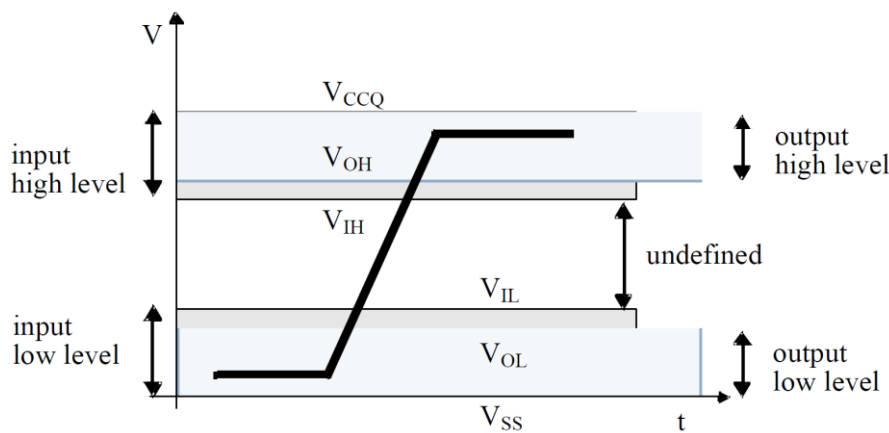 V
V_CCQ
input
high level
V_OH
output
high level
V_IH
undefined
V_IL
input
low level
V_OL
output
low level
V_SS
t